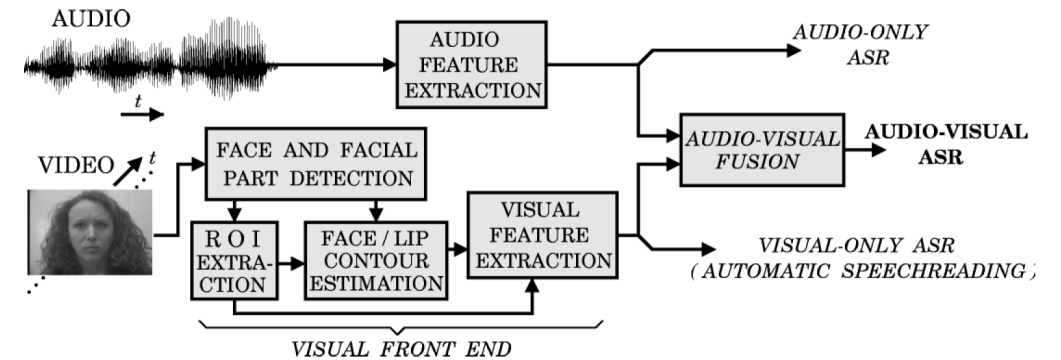 AUDIO
t
AUDIO
FEATURE
EXTRACTION
AUDIO-ONLY
ASR
VIDEO
t
FACE AND FACIAL
PART DETECTION
R O I
EXTRA-
CTION
FACE / LIP
CONTOUR
ESTIMATION
VISUAL
FEATURE
EXTRACTION
AUDIO-VISUAL
FUSION
AUDIO-VISUAL
ASR
VISUAL-ONLY ASR
( AUTOMATIC SPEECHREADING )
VISUAL FRONT END